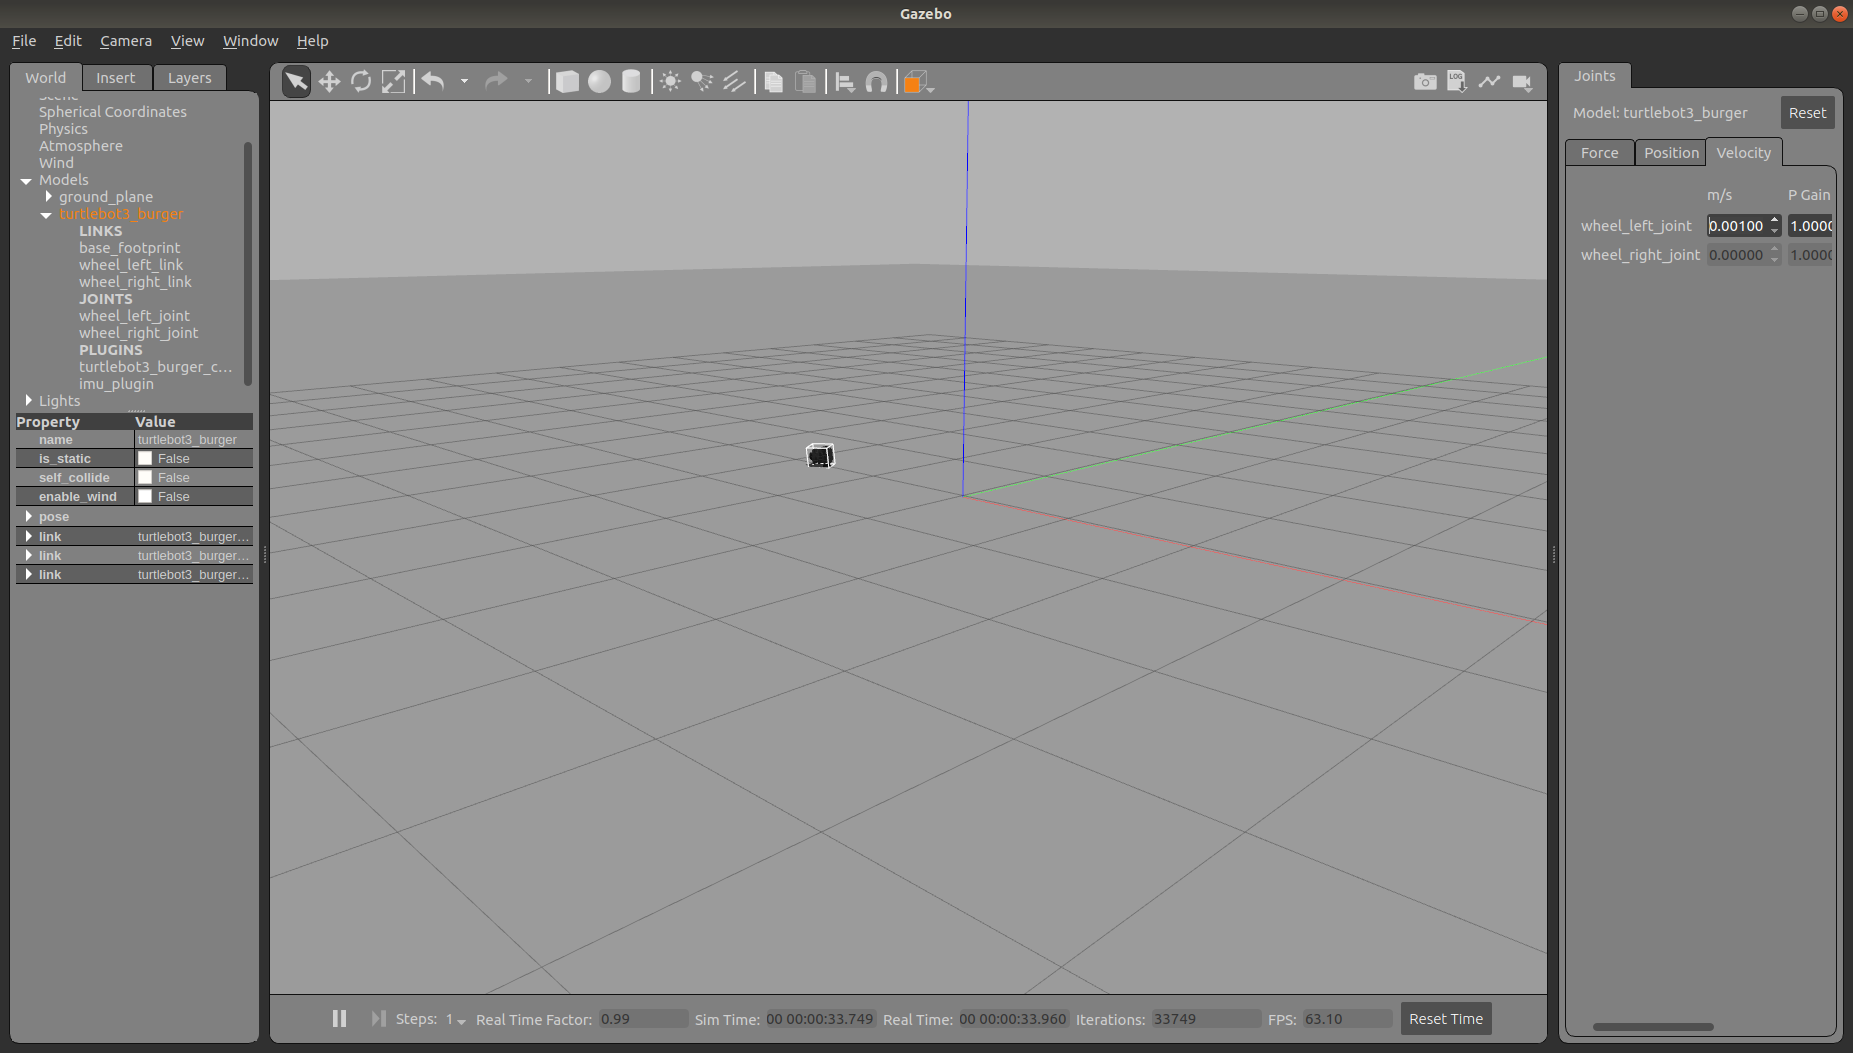 Gazebo
File Edit Camera View Window Help
World Insert Layers
Spherical Coordinates
Physics
Atmosphere
Wind
Models
ground_plane
turtlebot3_burger
LINKS
base_footprint
wheel_left_link
wheel_right_link
JOINTS
wheel_left_joint
wheel_right_joint
PLUGINS
turtlebot3_burger_c...
imu_plugin
Lights
Property Value
name turtlebot3_burger
is_static False
self_collide False
enable_wind False
pose
link turtlebot3_burger...
link turtlebot3_burger...
link turtlebot3_burger...
LOG
Steps: 1 Real Time Factor: 0.99 Sim Time: 00 00:00:33.749 Real Time: 00 00:00:33.960 Iterations: 33749 FPS: 63.10 Reset Time
Joints
Model: turtlebot3_burger Reset
Force Position Velocity
m/s P Gain
wheel_left_joint 0.00100 1.0000
wheel_right_joint 0.00000 1.0000